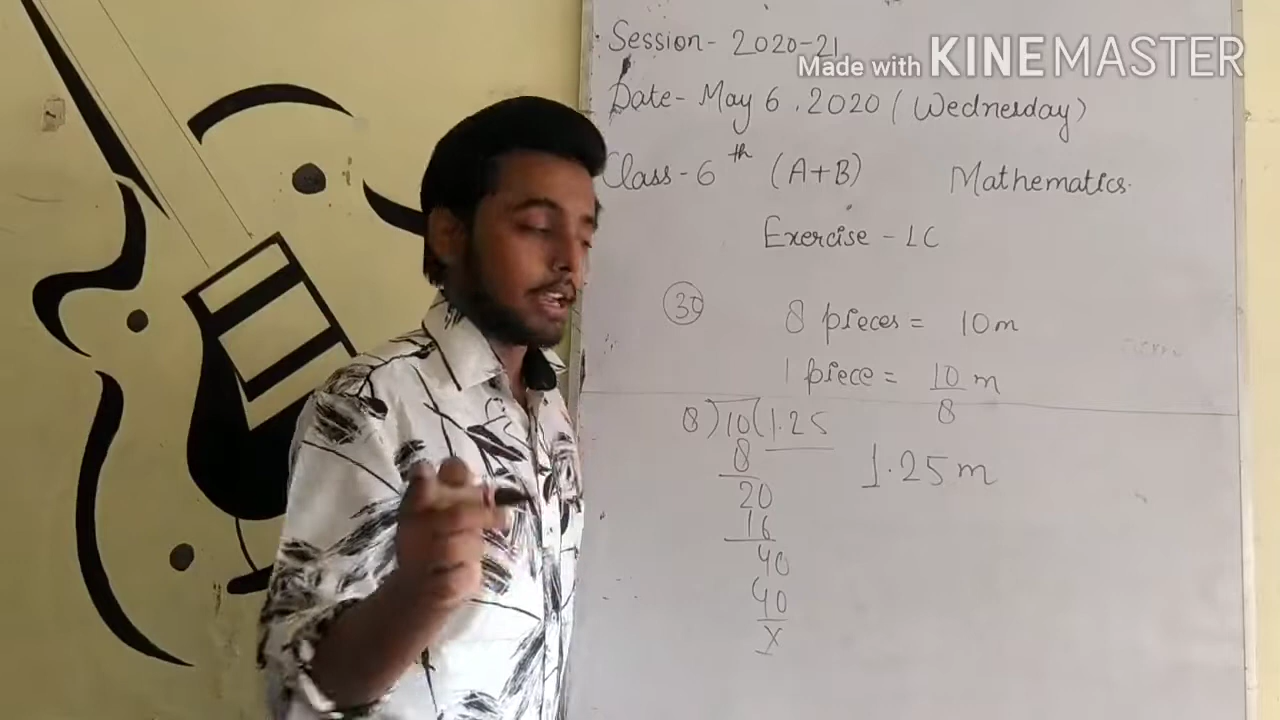 Session - 2020-21
Made with KINEMASTER
Date - May 6, 2020 (Wednesday)
Class - 6th (A+B) Mathematics.
Exercise - 1C
30 8 pieces = 10m
1 piece = 10/8 m
8)10(1.25
8
20
16
40
40
x
1.25m